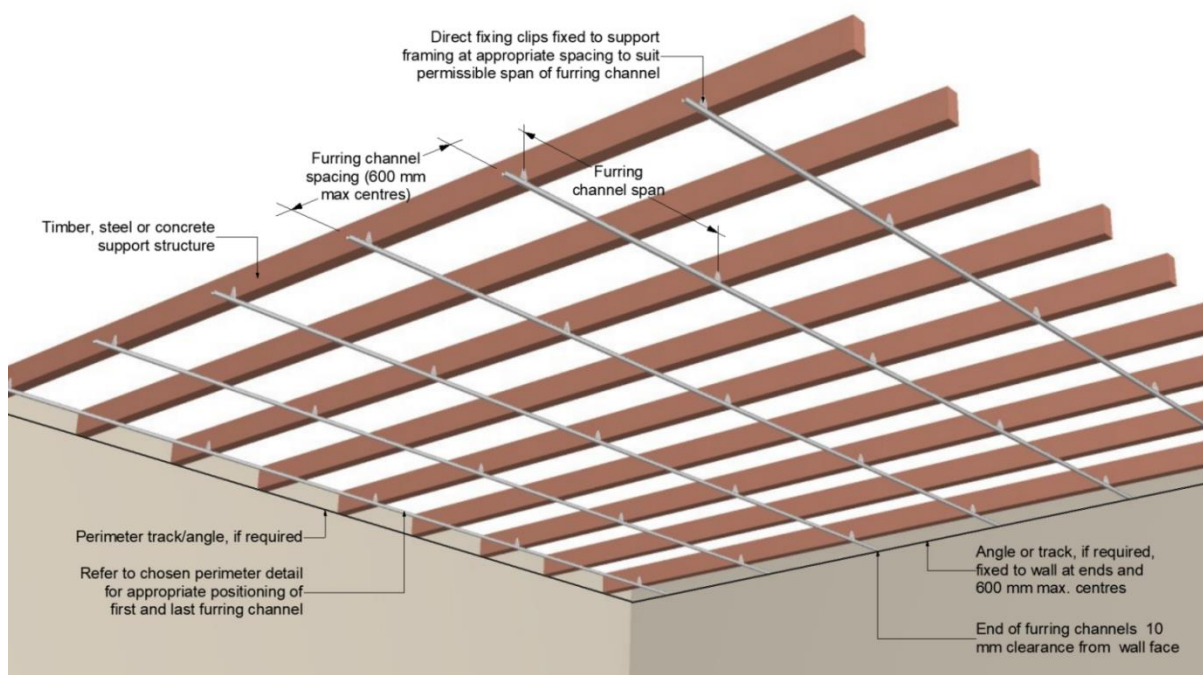 Direct fixing clips fixed to support
framing at appropriate spacing to suit
permissible span of furring channel
Furring channel
spacing (600 mm
max centres)
Furring
channel span
Timber, steel or concrete
support structure
Perimeter track/angle, if required
Refer to chosen perimeter detail
for appropriate positioning of
first and last furring channel
Angle or track, if required,
fixed to wall at ends and
600 mm max. centres
End of furring channels 10
mm clearance from wall face